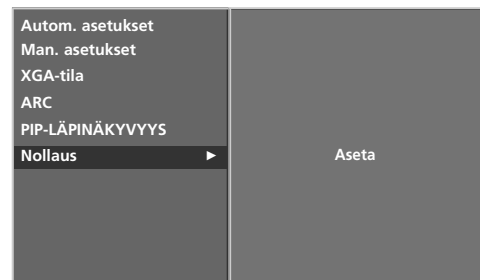 Autom. asetukset
Man. asetukset
XGA-tila
ARC
PIP-LÄPINÄKYVYYS
Nollaus ►
Aseta